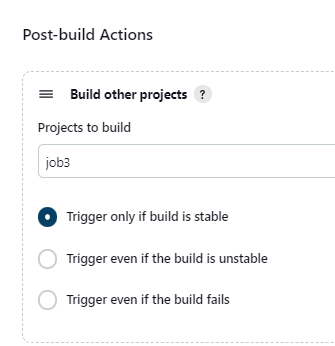 Post-build Actions
Build other projects ?
Projects to build
job3
Trigger only if build is stable
Trigger even if the build is unstable
Trigger even if the build fails